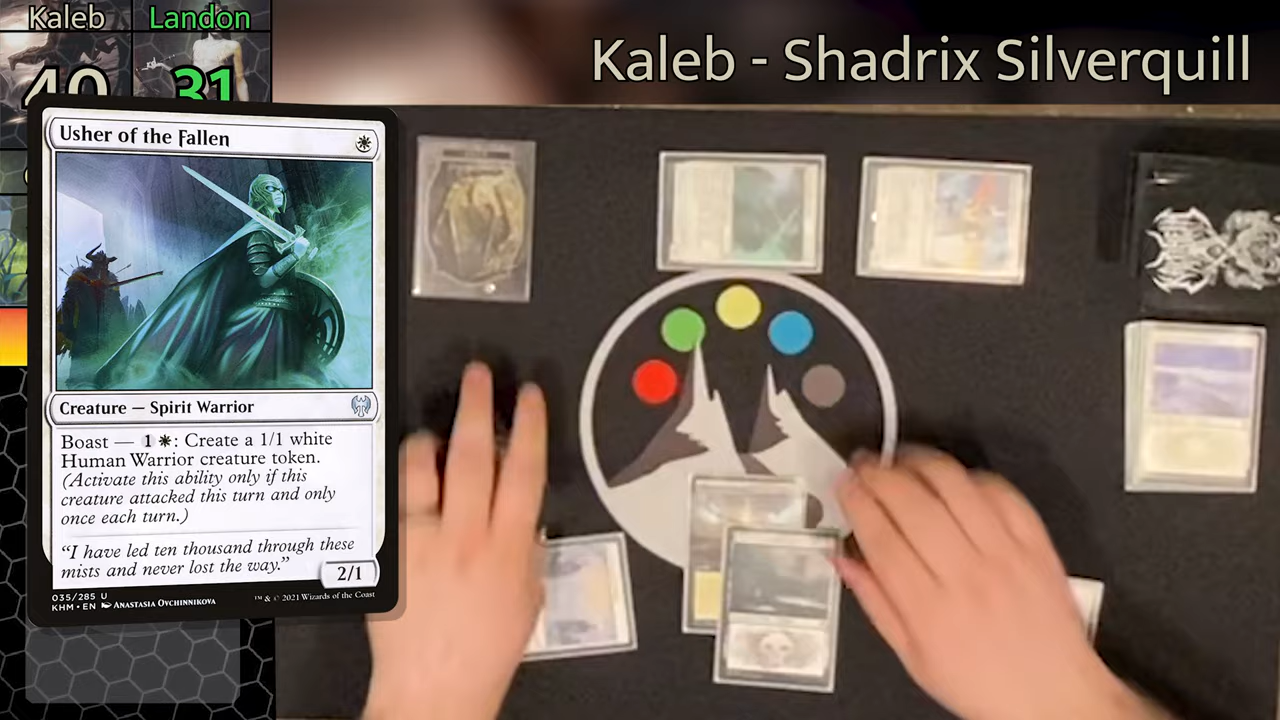 Kaleb
Landon
Kaleb - Shadrix Silverquill
40
31
Usher of the Fallen
Creature — Spirit Warrior
Boast — 1 : Create a 1/1 white
Human Warrior creature token.
(Activate this ability only if this
creature attacked this turn and only
once each turn.)
“I have led ten thousand through these
mists and never lost the way.”
2/1
035/285 U
KHM • EN ANASTASIA OVCHINNIKOVA
™ & © 2021 Wizards of the Coast